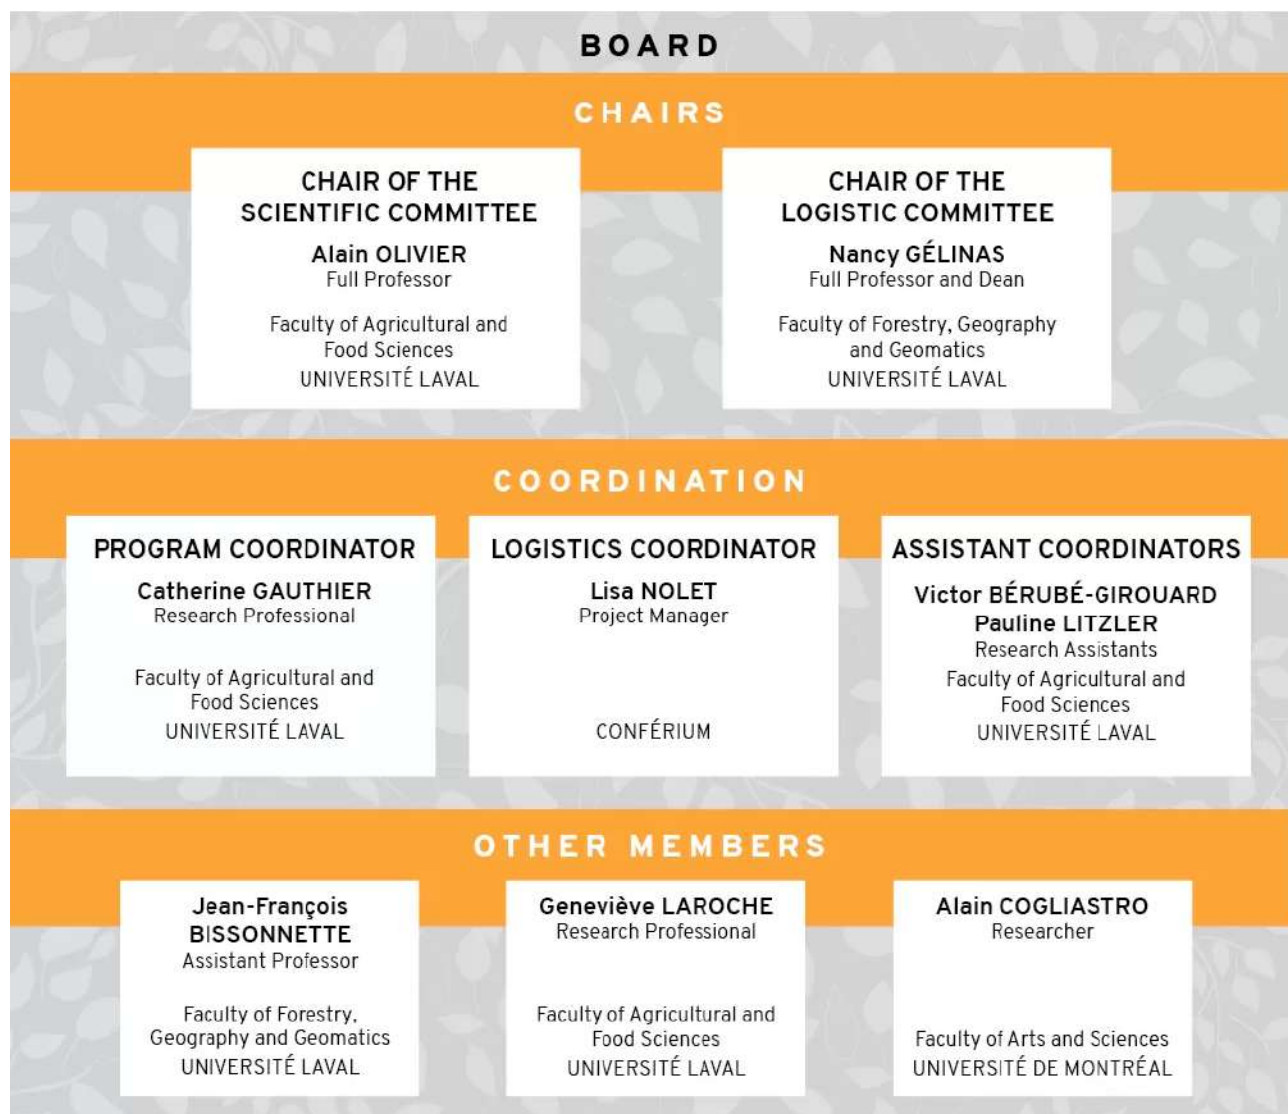 BOARD
CHAIRS
CHAIR OF THE
SCIENTIFIC COMMITTEE
Alain OLIVIER
Full Professor
Faculty of Agricultural and
Food Sciences
UNIVERSITÉ LAVAL
CHAIR OF THE
LOGISTIC COMMITTEE
Nancy GÉLINAS
Full Professor and Dean
Faculty of Forestry, Geography
and Geomatics
UNIVERSITÉ LAVAL
COORDINATION
PROGRAM COORDINATOR
Catherine GAUTHIER
Research Professional
Faculty of Agricultural and
Food Sciences
UNIVERSITÉ LAVAL
LOGISTICS COORDINATOR
Lisa NOLET
Project Manager
CONFÉRIUM
ASSISTANT COORDINATORS
Victor BÉRUBÉ-GIROUARD
Pauline LITZLER
Research Assistants
Faculty of Agricultural and
Food Sciences
UNIVERSITÉ LAVAL
OTHER MEMBERS
Jean-François
BISSONNETTE
Assistant Professor
Faculty of Forestry,
Geography and Geomatics
UNIVERSITÉ LAVAL
Geneviève LAROCHE
Research Professional
Faculty of Agricultural and
Food Sciences
UNIVERSITÉ LAVAL
Alain COGLIASTRO
Researcher
Faculty of Arts and Sciences
UNIVERSITÉ DE MONTRÉAL